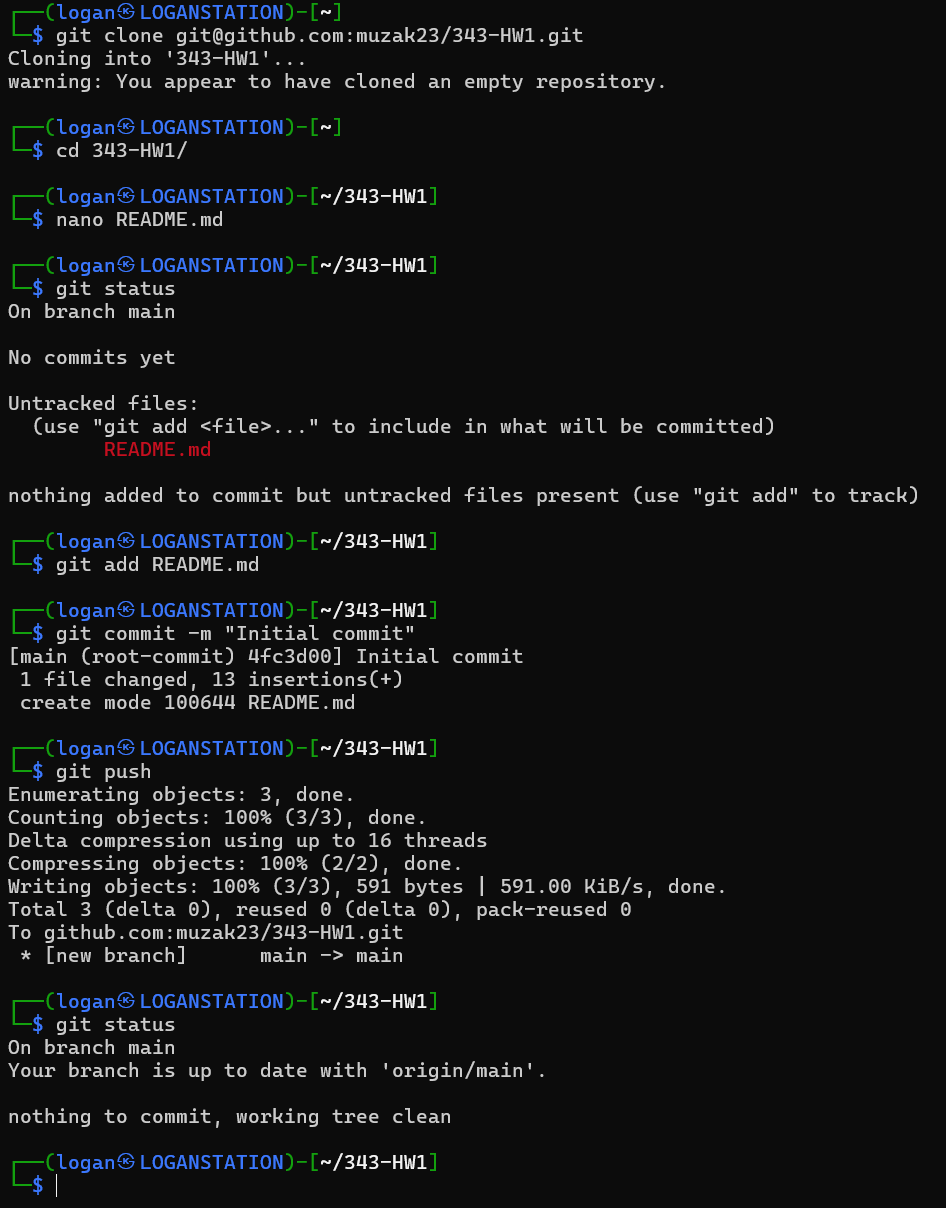 ┌──(logan㉿LOGANSTATION)-[~]
└─$ git clone git@github.com:muzak23/343-HW1.git
Cloning into '343-HW1'...
warning: You appear to have cloned an empty repository.
┌──(logan㉿LOGANSTATION)-[~]
└─$ cd 343-HW1/
┌──(logan㉿LOGANSTATION)-[~/343-HW1]
└─$ nano README.md
┌──(logan㉿LOGANSTATION)-[~/343-HW1]
└─$ git status
On branch main
No commits yet
Untracked files:
  (use "git add <file>..." to include in what will be committed)
        README.md
nothing added to commit but untracked files present (use "git add" to track)
┌──(logan㉿LOGANSTATION)-[~/343-HW1]
└─$ git add README.md
┌──(logan㉿LOGANSTATION)-[~/343-HW1]
└─$ git commit -m "Initial commit"
[main (root-commit) 4fc3d00] Initial commit
 1 file changed, 13 insertions(+)
 create mode 100644 README.md
┌──(logan㉿LOGANSTATION)-[~/343-HW1]
└─$ git push
Enumerating objects: 3, done.
Counting objects: 100% (3/3), done.
Delta compression using up to 16 threads
Compressing objects: 100% (2/2), done.
Writing objects: 100% (3/3), 591 bytes | 591.00 KiB/s, done.
Total 3 (delta 0), reused 0 (delta 0), pack-reused 0
To github.com:muzak23/343-HW1.git
 * [new branch]      main -> main
┌──(logan㉿LOGANSTATION)-[~/343-HW1]
└─$ git status
On branch main
Your branch is up to date with 'origin/main'.
nothing to commit, working tree clean
┌──(logan㉿LOGANSTATION)-[~/343-HW1]
└─$